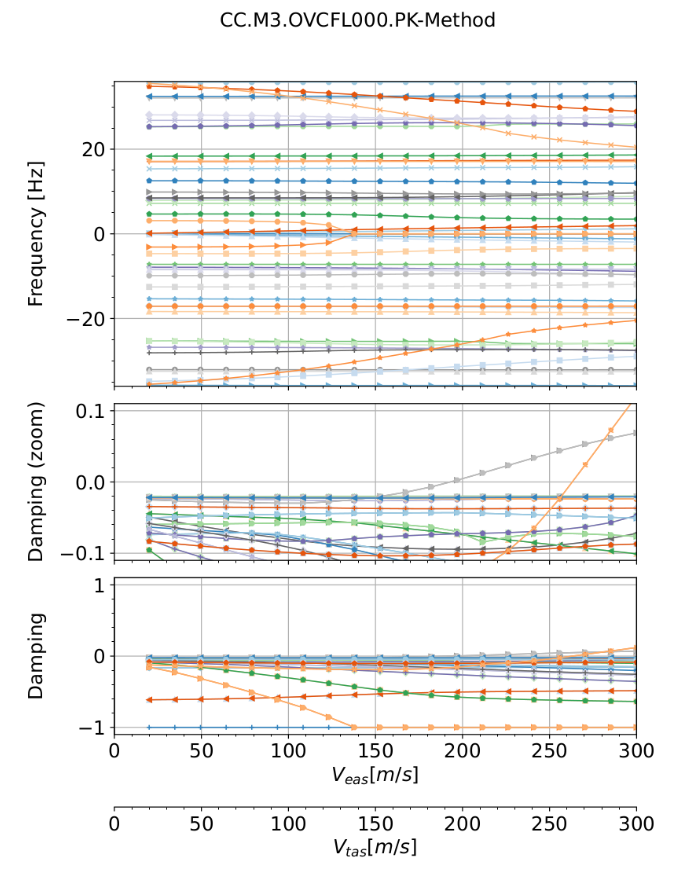 CC.M3.OVCFL000.PK-Method
Frequency [Hz]
20
0
−20
Damping (zoom)
0.1
0.0
−0.1
Damping
1
0
−1
0 50 100 150 200 250 300
V_eas[m/s]
0 50 100 150 200 250 300
V_tas[m/s]